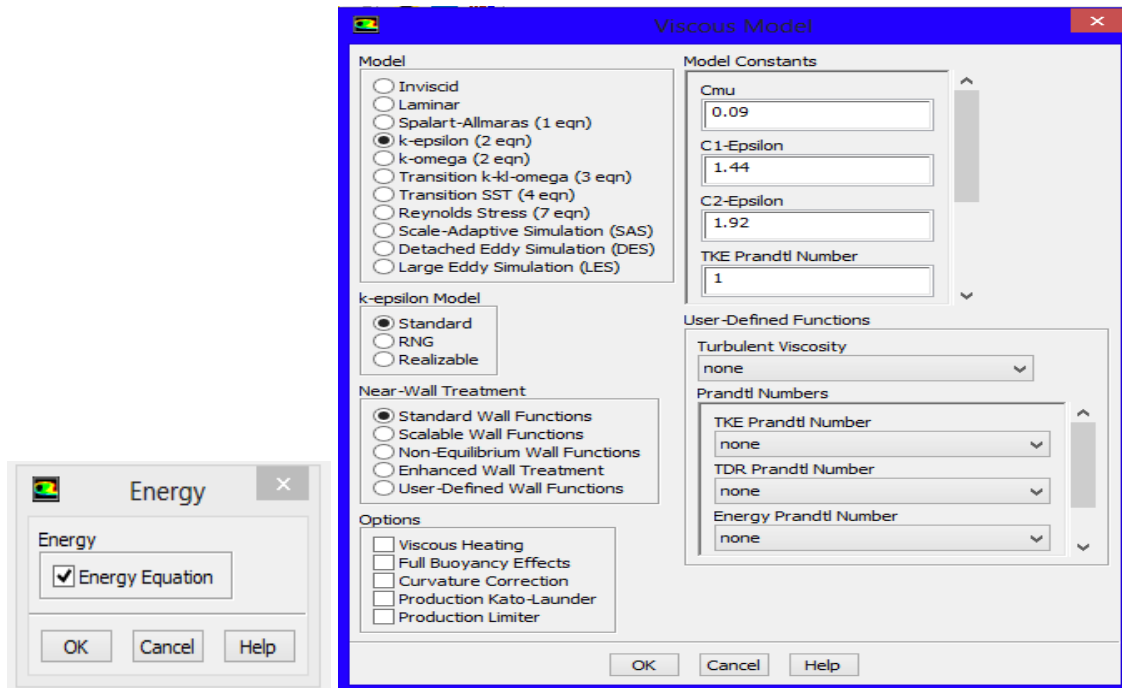 Energy
Energy
Energy Equation
OK Cancel Help
Viscous Model
Model
Inviscid
Laminar
Spalart-Allmaras (1 eqn)
k-epsilon (2 eqn)
k-omega (2 eqn)
Transition k-kl-omega (3 eqn)
Transition SST (4 eqn)
Reynolds Stress (7 eqn)
Scale-Adaptive Simulation (SAS)
Detached Eddy Simulation (DES)
Large Eddy Simulation (LES)
k-epsilon Model
Standard
RNG
Realizable
Near-Wall Treatment
Standard Wall Functions
Scalable Wall Functions
Non-Equilibrium Wall Functions
Enhanced Wall Treatment
User-Defined Wall Functions
Options
Viscous Heating
Full Buoyancy Effects
Curvature Correction
Production Kato-Launder
Production Limiter
Model Constants
Cmu
0.09
C1-Epsilon
1.44
C2-Epsilon
1.92
TKE Prandtl Number
1
User-Defined Functions
Turbulent Viscosity
none
Prandtl Numbers
TKE Prandtl Number
none
TDR Prandtl Number
none
Energy Prandtl Number
none
OK Cancel Help